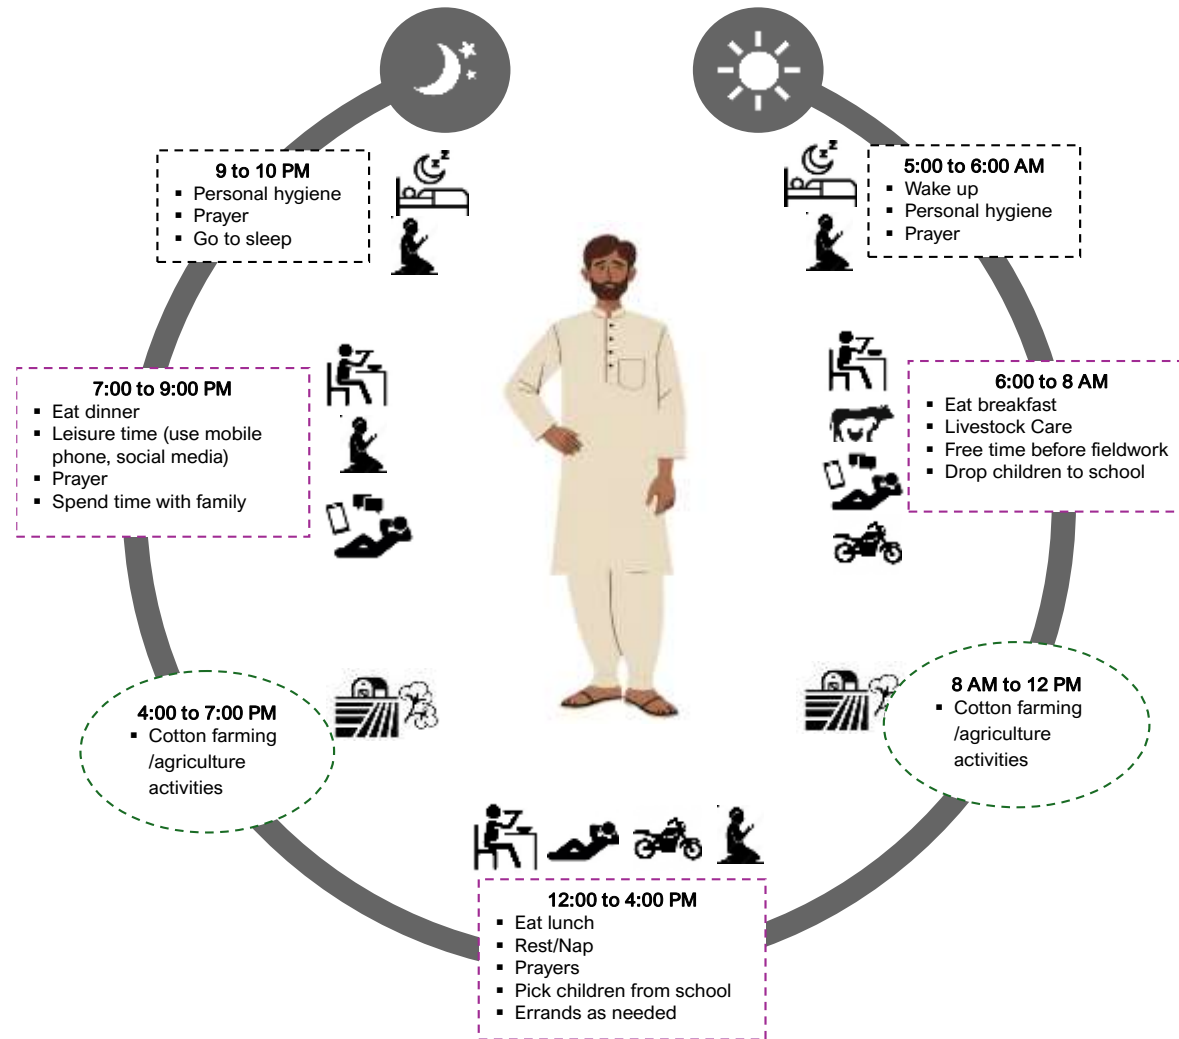 5:00 to 6:00 AM
▪ Wake up
▪ Personal hygiene
▪ Prayer
6:00 to 8 AM
▪ Eat breakfast
▪ Livestock Care
▪ Free time before fieldwork
▪ Drop children to school
8 AM to 12 PM
▪ Cotton farming
/agriculture
activities
12:00 to 4:00 PM
▪ Eat lunch
▪ Rest/Nap
▪ Prayers
▪ Pick children from school
▪ Errands as needed
4:00 to 7:00 PM
▪ Cotton farming
/agriculture
activities
7:00 to 9:00 PM
▪ Eat dinner
▪ Leisure time (use mobile
phone, social media)
▪ Prayer
▪ Spend time with family
9 to 10 PM
▪ Personal hygiene
▪ Prayer
▪ Go to sleep